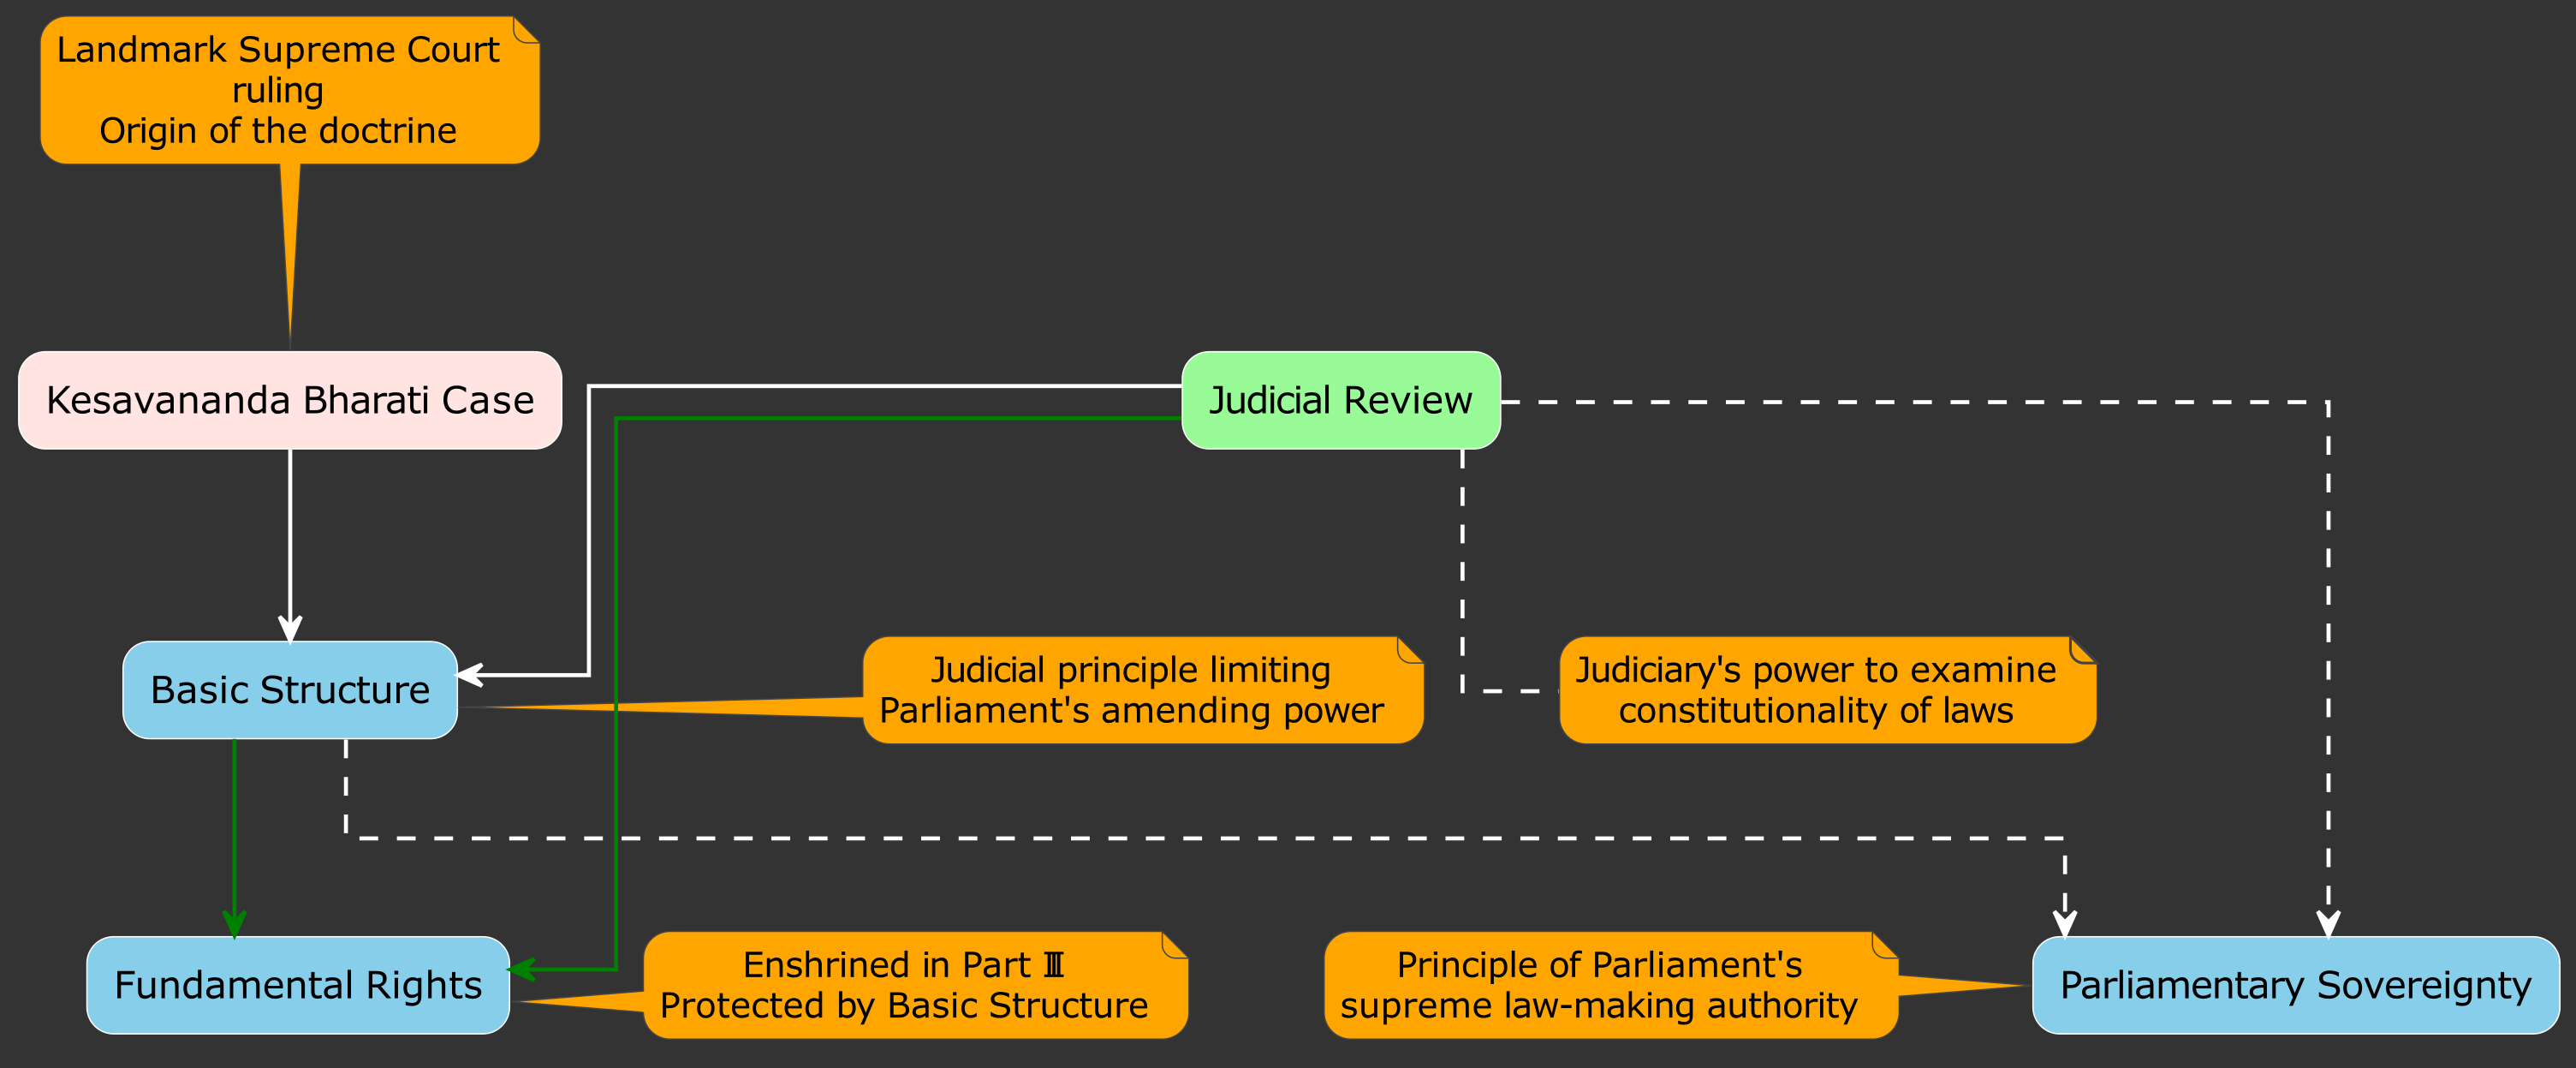 Landmark Supreme Court
ruling
Origin of the doctrine
Kesavananda Bharati Case
Judicial Review
Basic Structure
Judicial principle limiting
Parliament's amending power
Judiciary's power to examine
constitutionality of laws
Fundamental Rights
Enshrined in Part III
Protected by Basic Structure
Principle of Parliament's
supreme law-making authority
Parliamentary Sovereignty